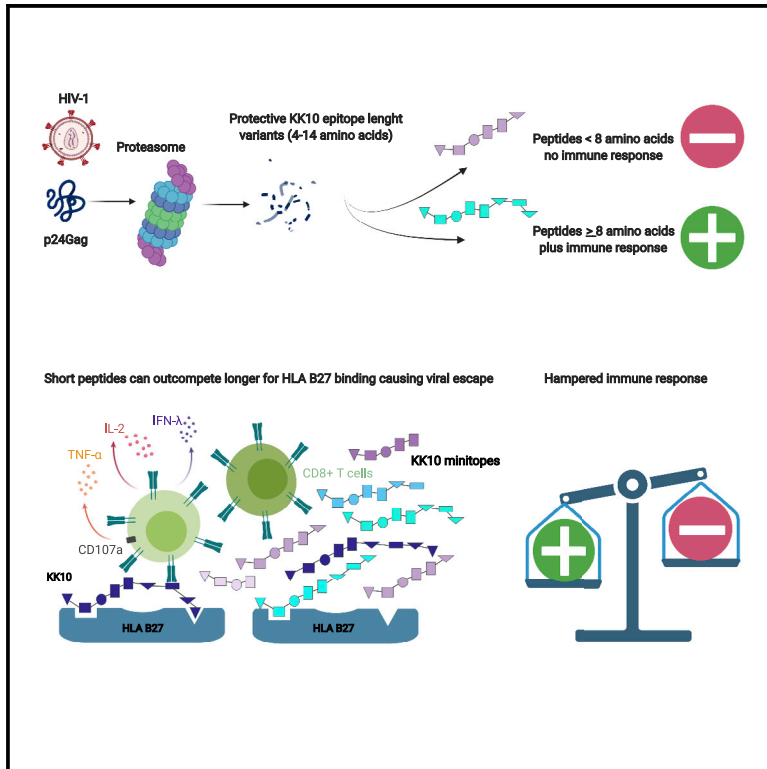 HIV-1
p24Gag
Proteasome
Protective KK10 epitope lenght
variants (4-14 amino acids)
Peptides < 8 amino acids
no immune response
Peptides ≥ 8 amino acids
plus immune response
Short peptides can outcompete longer for HLA B27 binding causing viral escape
Hampered immune response
TNF-α
IL-2
IFN-λ
CD107a
CD8+ T cells
KK10 minitopes
KK10
HLA B27
HLA B27